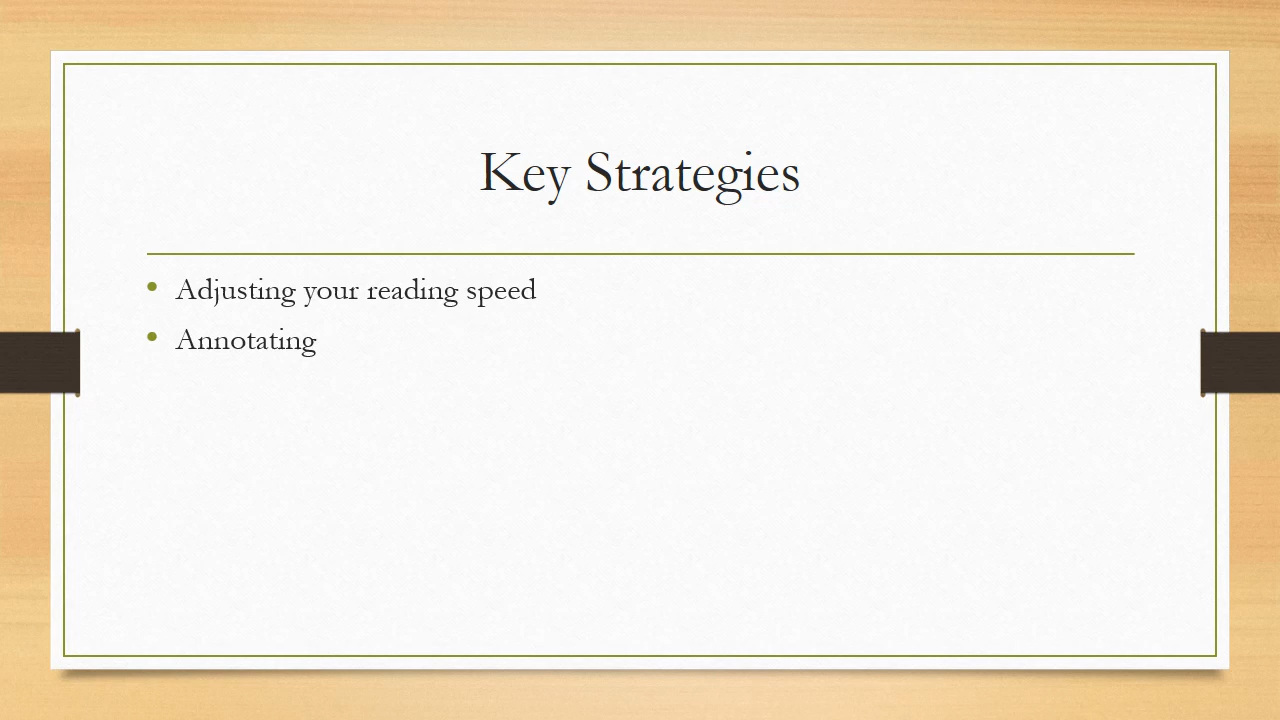 Key Strategies
• Adjusting your reading speed
• Annotating